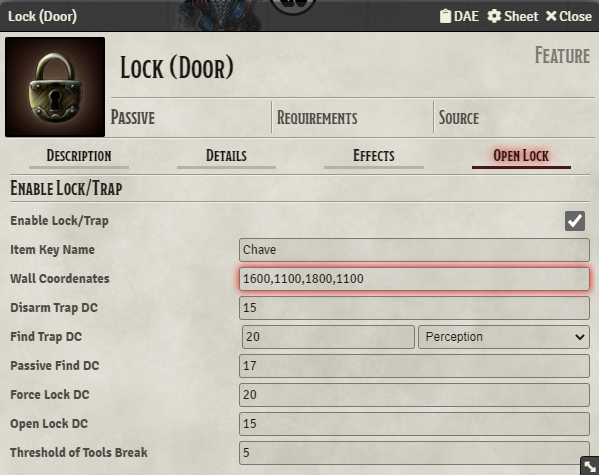 Lock (Door) DAE Sheet Close
Lock (Door) Feature
Passive Requirements Source
Description Details Effects Open Lock
Enable Lock/Trap
Enable Lock/Trap
Item Key Name Chave
Wall Coordenates 1600,1100,1800,1100
Disarm Trap DC 15
Find Trap DC 20 Perception
Passive Find DC 17
Force Lock DC 20
Open Lock DC 15
Threshold of Tools Break 5